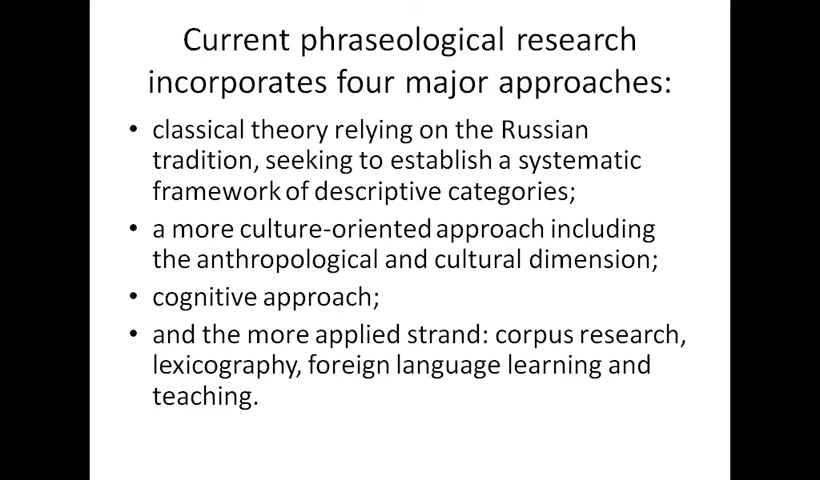 Current phraseological research
incorporates four major approaches:
• classical theory relying on the Russian
tradition, seeking to establish a systematic
framework of descriptive categories;
• a more culture-oriented approach including
the anthropological and cultural dimension;
• cognitive approach;
• and the more applied strand: corpus research,
lexicography, foreign language learning and
teaching.